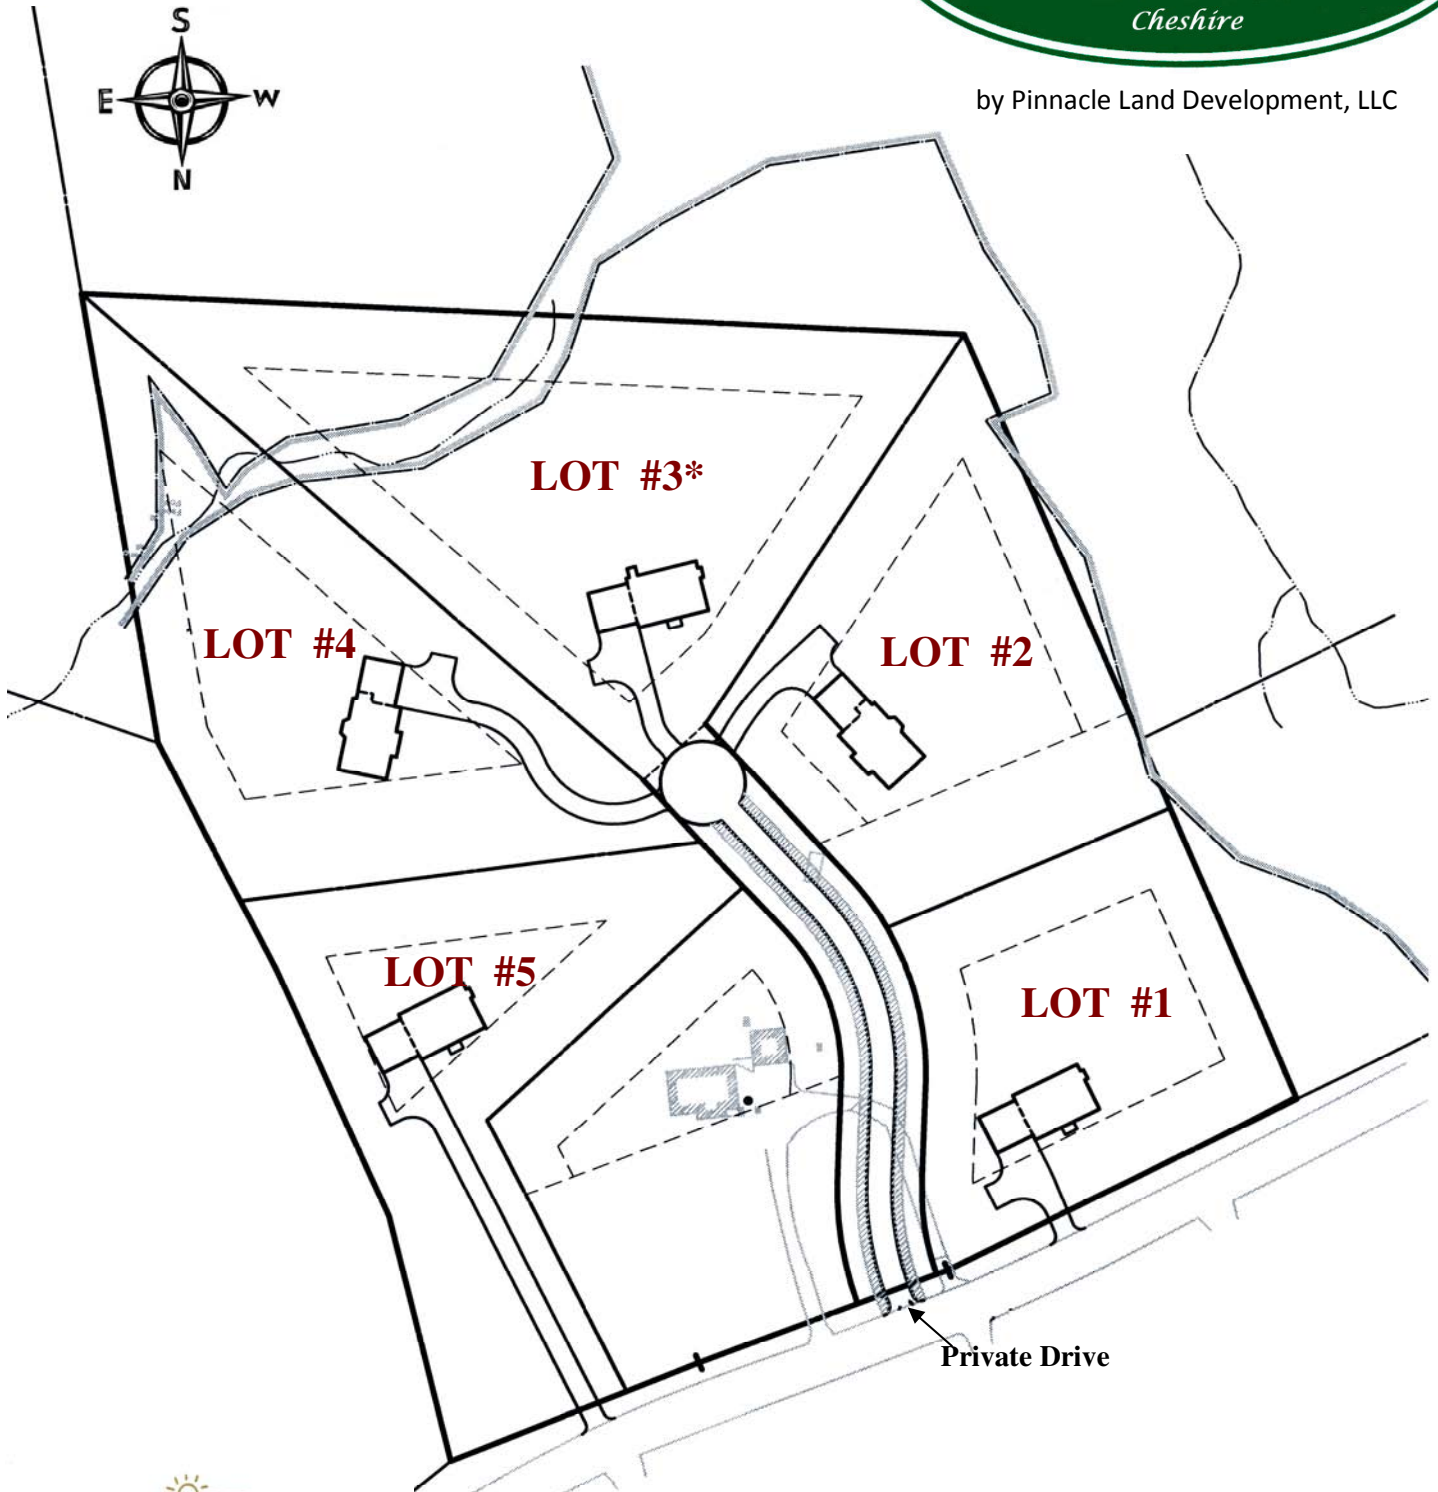 Cheshire
by Pinnacle Land Development, LLC
S
E
W
N
LOT #3*
LOT #4
LOT #2
LOT #5
LOT #1
Private Drive